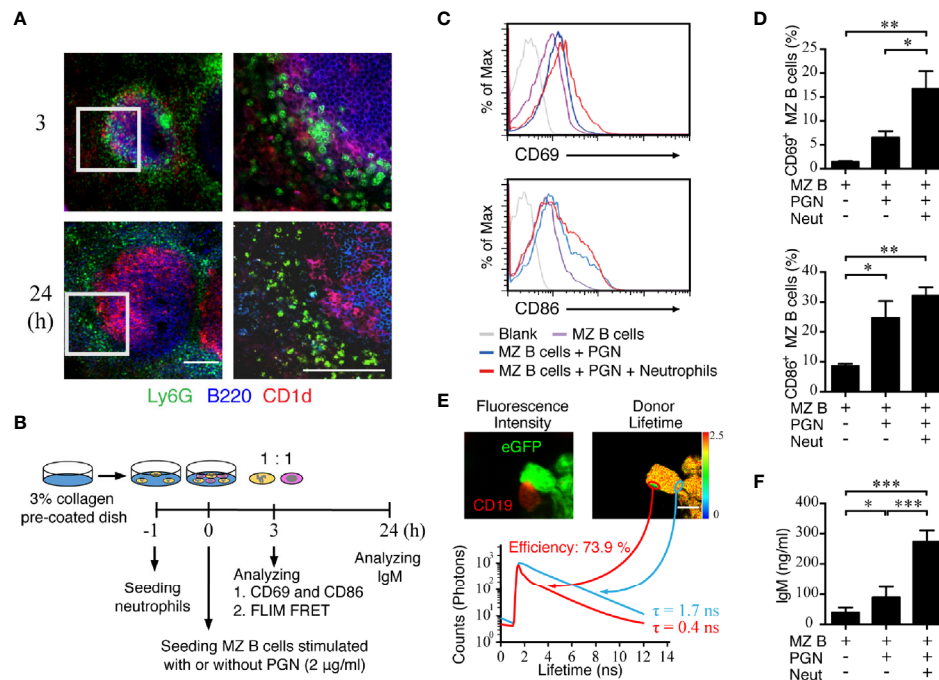 A
3
24
(h)
Ly6G B220 CD1d
B
3% collagen
pre-coated dish
1 : 1
-1 0 3 24 (h)
Seeding
neutrophils
Analyzing
1. CD69 and CD86
2. FLIM FRET
Analyzing
IgM
Seeding MZ B cells stimulated
with or without PGN (2 µg/ml)
C
% of Max
CD69
% of Max
CD86
Blank MZ B cells
MZ B cells + PGN
MZ B cells + PGN + Neutrophils
D
CD69+ MZ B cells (%)
25
20
15
10
5
0
**
*
MZ B + + +
PGN - + +
Neut - - +
CD86+ MZ B cells (%)
40
30
20
10
0
**
*
MZ B + + +
PGN - + +
Neut - - +
E
Fluorescence
Intensity
Donor
Lifetime
eGFP
CD19
2.5
0
Efficiency: 73.9 %
Counts (Photons)
10⁴
10³
10²
10¹
10⁰
τ = 1.7 ns
τ = 0.4 ns
0 2 4 6 8 10 12 14
Lifetime (ns)
F
IgM (ng/ml)
400
300
200
100
0
***
* ***
MZ B + + +
PGN - + +
Neut - - +